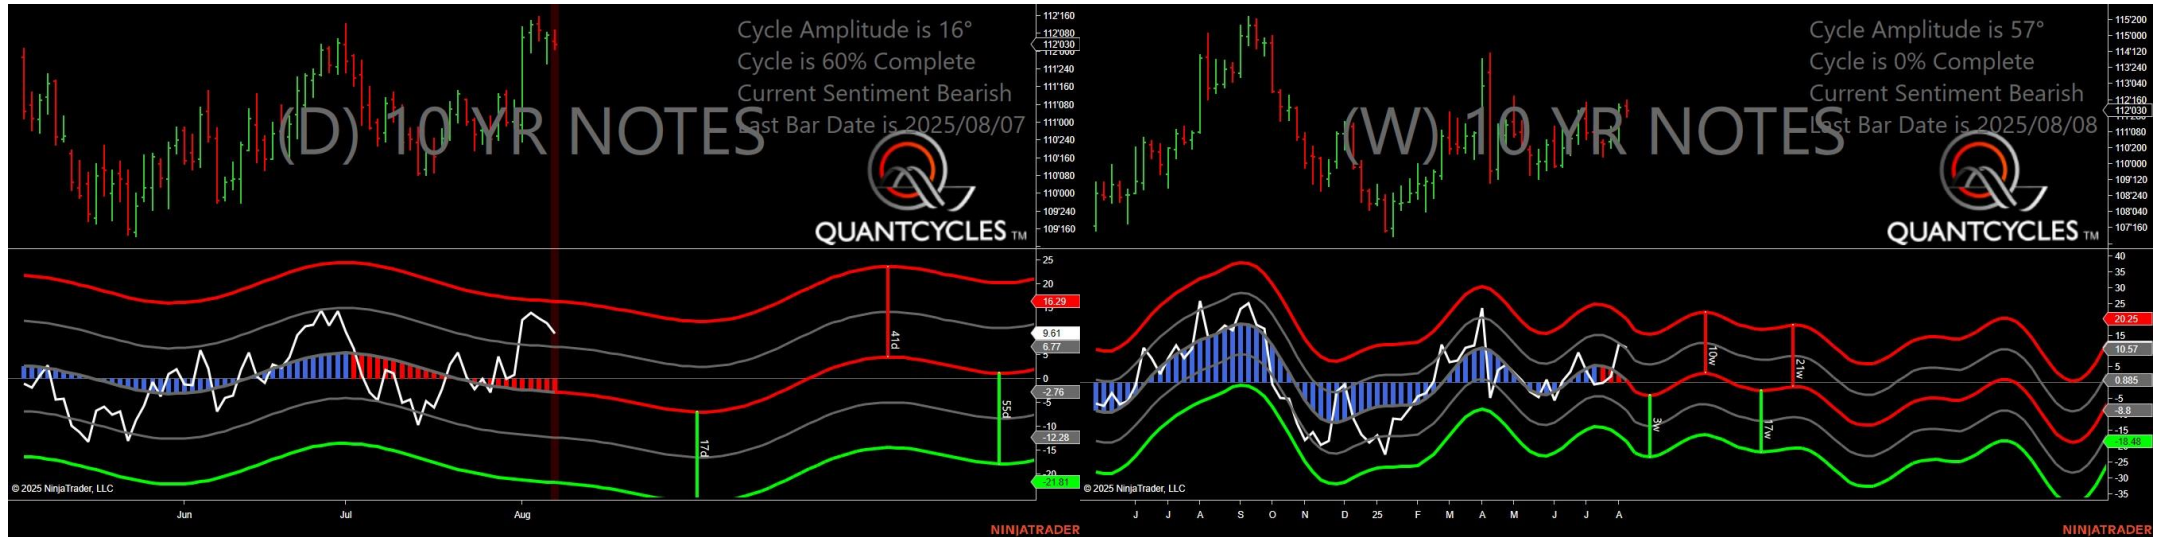 Cycle Amplitude is 16°
Cycle is 60% Complete
Current Sentiment Bearish
Last Bar Date is 2025/08/07
(D) 10 YR NOTES
QUANTCYCLES TM
112'160
112'080
112'030
111'240
111'160
111'080
111'000
110'240
110'160
110'080
110'000
109'240
109'160
25
20
16.29
9.61
6.77
5
0
-2.76
-5
-10
-12.28
-15
-20
-21.81
41d
17d
55d
© 2025 NinjaTrader, LLC
Jun
Jul
Aug
NINJATRADER
Cycle Amplitude is 57°
Cycle is 0% Complete
Current Sentiment Bearish
Last Bar Date is 2025/08/08
(W) 10 YR NOTES
QUANTCYCLES TM
115'200
115'000
114'120
113'240
113'040
112'160
112'030
111'080
110'200
110'000
109'120
108'240
108'040
107'160
40
35
30
25
20.25
15
10.57
5
0.885
-5
-8.8
-15
-18.48
-25
-30
-35
10w
21w
3w
17w
© 2025 NinjaTrader, LLC
J J A S O N D 25 F M A M J J A
NINJATRADER